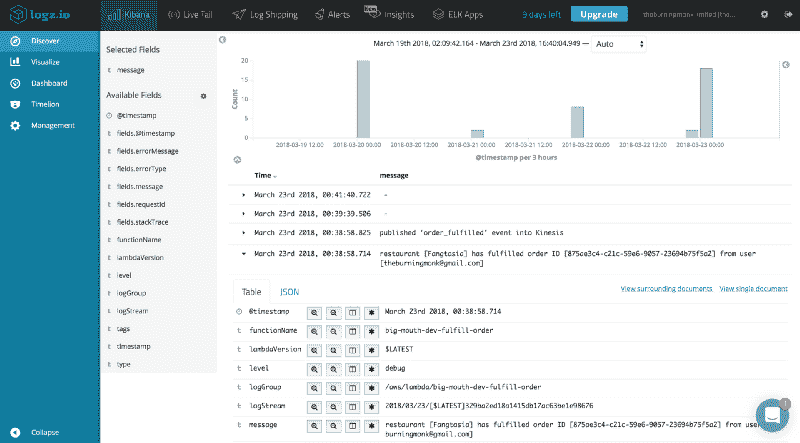 logz.io
Kibana
Live Tail
Log Shipping
Alerts
Insights
ELK Apps
9 days left
Upgrade
Discover
Visualize
Dashboard
Timelion
Management
Collapse
Selected Fields
t message
Available Fields
@timestamp
t fields.@timestamp
t fields.errorMessage
t fields.errorType
t fields.message
t fields.requestId
t fields.stackTrace
t functionName
t lambdaVersion
t level
t logGroup
t logStream
t tags
t timestamp
t type
March 19th 2018, 02:09:42.164 - March 23rd 2018, 16:40:04.949 — Auto
Count
20
15
10
5
0
2018-03-19 12:00
2018-03-20 00:00
2018-03-20 12:00
2018-03-21 00:00
2018-03-21 12:00
2018-03-22 00:00
2018-03-22 12:00
2018-03-23 00:00
@timestamp per 3 hours
Time message
March 23rd 2018, 00:41:40.722 -
March 23rd 2018, 00:39:39.506 -
March 23rd 2018, 00:38:58.825 published 'order_fulfilled' event into Kinesis
March 23rd 2018, 00:38:58.714 restaurant [Fangtasia] has fulfilled order ID [875ae3c4-c21c-59e6-9057-23694b75f5a2] from user
[theburningmonk@gmail.com]
Table JSON
View surrounding documents View single document
@timestamp March 23rd 2018, 00:38:58.714
t functionName big-mouth-dev-fulfill-order
t lambdaVersion $LATEST
t level debug
t logGroup /aws/lambda/big-mouth-dev-fulfill-order
t logStream
t message restaurant [Fangtasia] has fulfilled order ID [875ae3c4-c21c-59e6-9057-23694b75f5a2] from user
burningmonk@gmail.com]
1